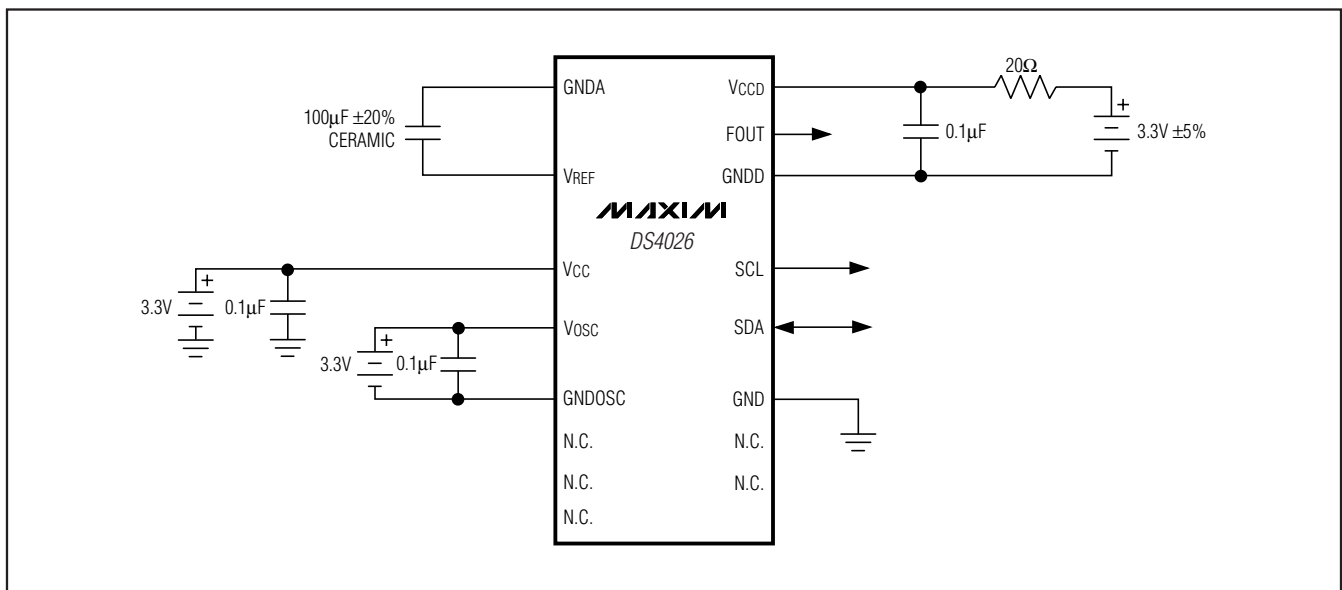 GNDA
100μF ±20%
CERAMIC
VREF
MAXIM
DS4026
VCC
3.3V
+
0.1μF
VOSC
3.3V
+
0.1μF
GNDOSC
N.C.
N.C.
N.C.
VCCD
20Ω
FOUT
0.1μF
+
3.3V ±5%
GNDD
SCL
SDA
GND
N.C.
N.C.